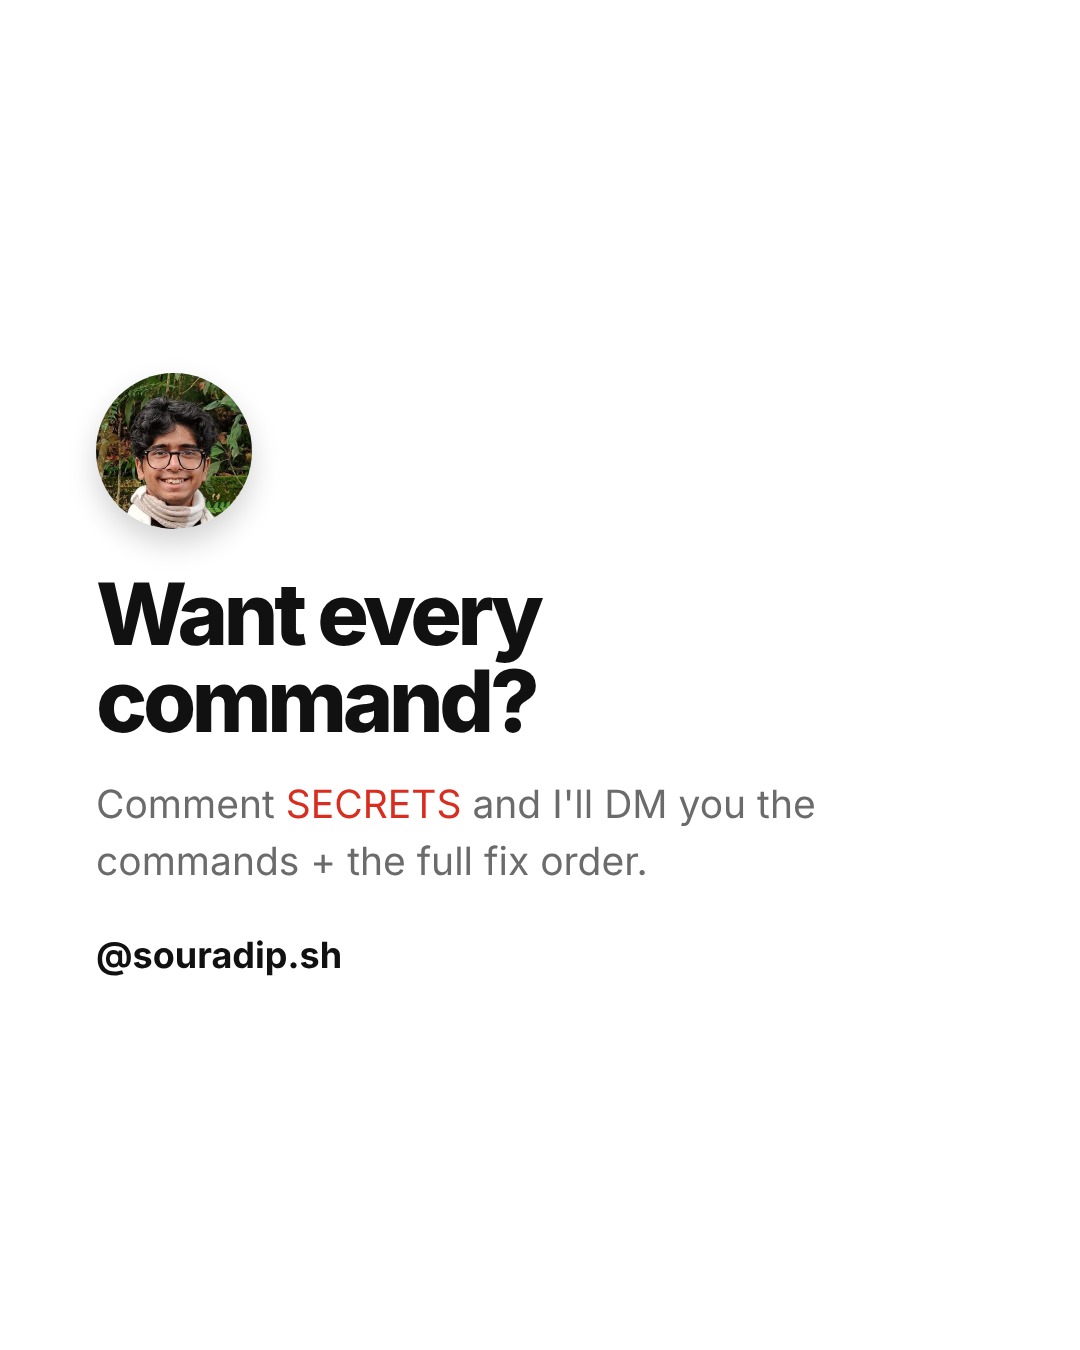 Want every
command?
Comment SECRETS and I'll DM you the
commands + the full fix order.
@souradip.sh